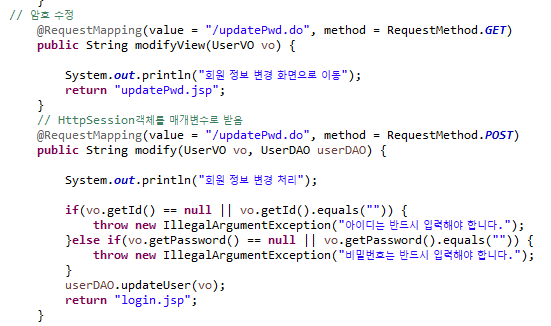 }
// 암호 수정
@RequestMapping(value = "/updatePwd.do", method = RequestMethod.GET)
public String modifyView(UserVO vo) {
System.out.println("회원 정보 변경 화면으로 이동");
return "updatePwd.jsp";
}
// HttpSession객체를 매개변수로 받음
@RequestMapping(value = "/updatePwd.do", method = RequestMethod.POST)
public String modify(UserVO vo, UserDAO userDAO) {
System.out.println("회원 정보 변경 처리");
if(vo.getId() == null || vo.getId().equals("")) {
throw new IllegalArgumentException("아이디는 반드시 입력해야 합니다.");
}else if(vo.getPassword() == null || vo.getPassword().equals("")) {
throw new IllegalArgumentException("비밀번호는 반드시 입력해야 합니다.");
}
userDAO.updateUser(vo);
return "login.jsp";
}